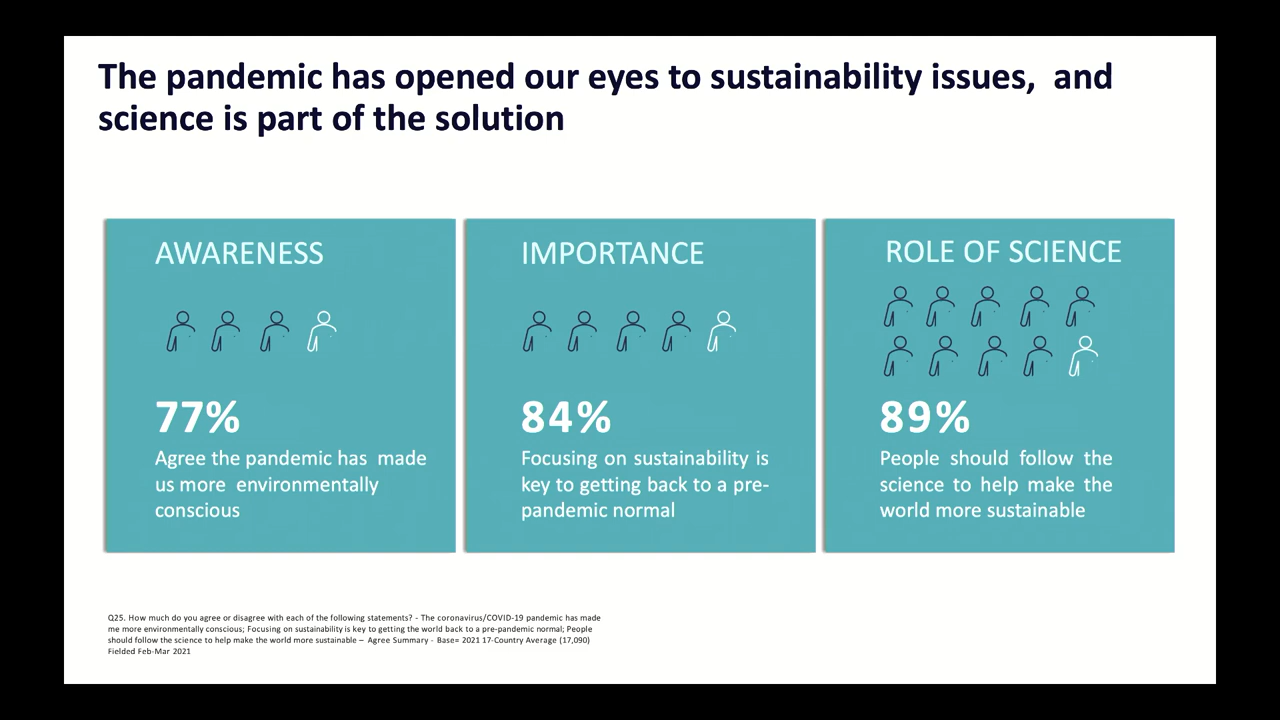 The pandemic has opened our eyes to sustainability issues, and
science is part of the solution
AWARENESS
77%
Agree the pandemic has made
us more environmentally
conscious
IMPORTANCE
84%
Focusing on sustainability is
key to getting back to a pre-
pandemic normal
ROLE OF SCIENCE
89%
People should follow the
science to help make the
world more sustainable
Q25. How much do you agree or disagree with each of the following statements? - The coronavirus/COVID-19 pandemic has made
me more environmentally conscious; Focusing on sustainability is key to getting the world back to a pre-pandemic normal; People
should follow the science to help make the world more sustainable – Agree Summary - Base= 2021 17-Country Average (17,090)
Fielded Feb-Mar 2021